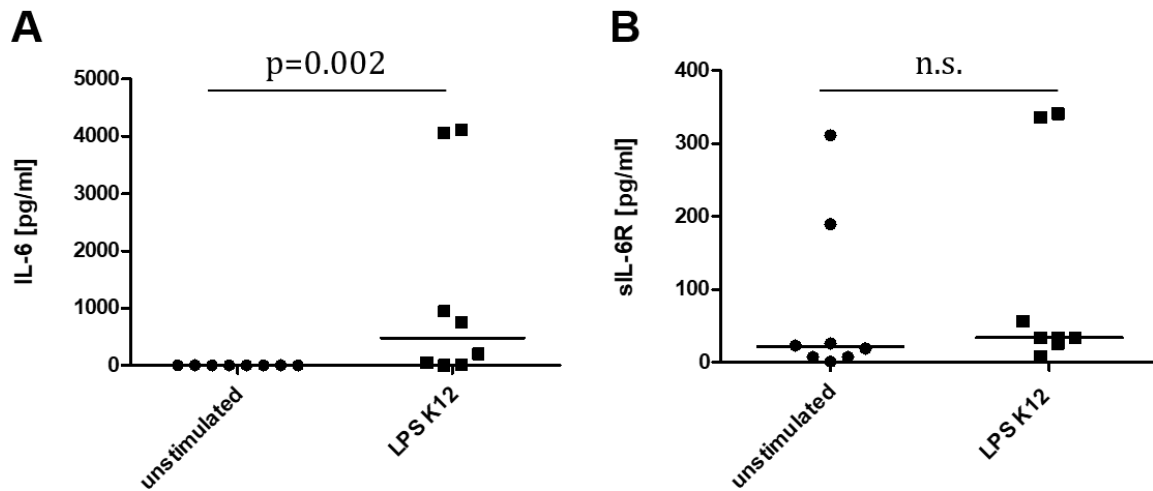 A
p=0.002
IL-6 [pg/ml]
5000
4000
3000
2000
1000
0
unstimulated
LPS K12
B
n.s.
sIL-6R [pg/ml]
400
300
200
100
0
unstimulated
LPS K12